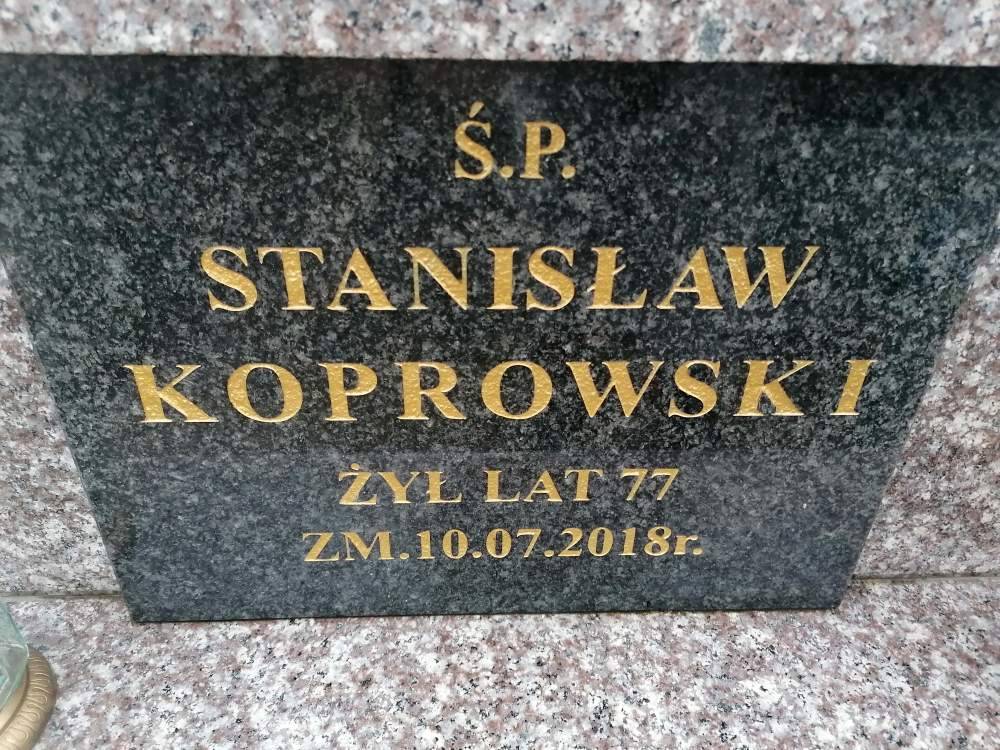 Ś.P.
STANISŁAW
KOPROWSKI
ŻYŁ LAT 77
ZM.10.07.2018r.